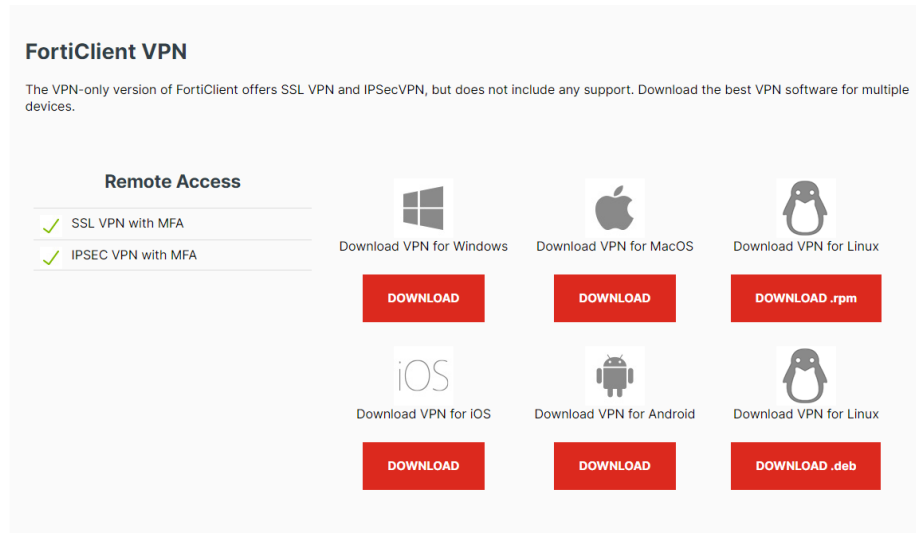 FortiClient VPN
The VPN-only version of FortiClient offers SSL VPN and IPSecVPN, but does not include any support. Download the best VPN software for multiple
devices.
Remote Access
SSL VPN with MFA
IPSEC VPN with MFA
Download VPN for Windows
DOWNLOAD
Download VPN for MacOS
DOWNLOAD
Download VPN for Linux
DOWNLOAD .rpm
iOS
Download VPN for iOS
DOWNLOAD
Download VPN for Android
DOWNLOAD
Download VPN for Linux
DOWNLOAD .deb